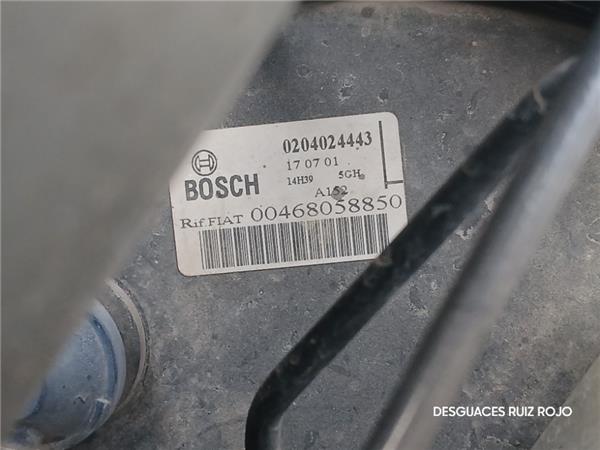 0204024443
17 07 01
BOSCH
14H39 5GH
A152
Rif.FIAT 00468058850
DESGUACES RUIZ ROJO